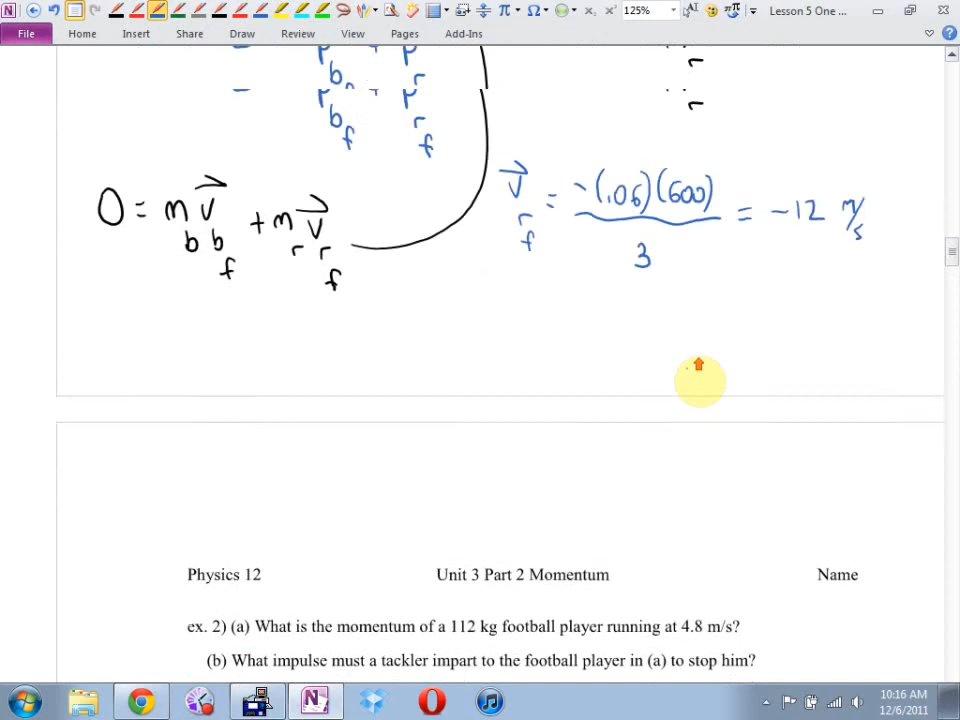 125%
Lesson 5 One ...
File Home Insert Share Draw Review View Pages Add-Ins
b r r
b r r
f f
0 = m v + m v
b b r r
f f
v = -(.06)(600) = -12 m/s
r f 3
Physics 12 Unit 3 Part 2 Momentum Name
ex. 2) (a) What is the momentum of a 112 kg football player running at 4.8 m/s?
(b) What impulse must a tackler impart to the football player in (a) to stop him?
10:16 AM
12/6/2011